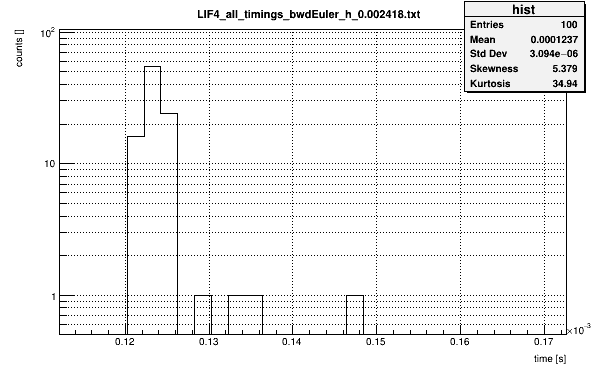 LIF4_all_timings_bwdEuler_h_0.002418.txt
hist
Entries 100
Mean 0.0001237
Std Dev 3.094e−06
Skewness 5.379
Kurtosis 34.94
counts []
10²
10
1
0.12 0.13 0.14 0.15 0.16 0.17
×10⁻³
time [s]